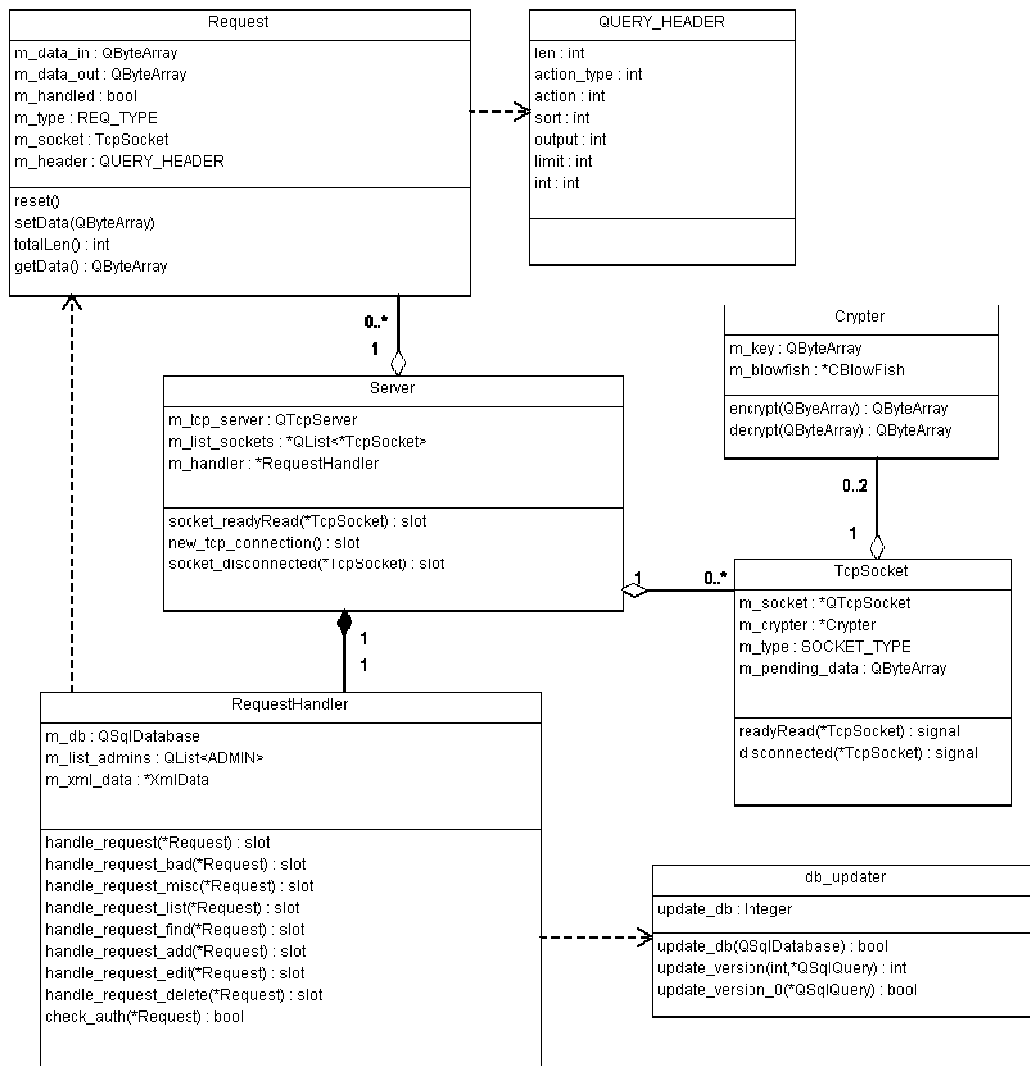 Request
m_data_in : QByteArray
m_data_out : QByteArray
m_handled : bool
m_type : REQ_TYPE
m_socket : TcpSocket
m_header : QUERY_HEADER
reset()
setData(QByteArray)
totalLen() : int
getData() : QByteArray
QUERY_HEADER
len : int
action_type : int
action : int
sort : int
output : int
limit : int
int : int
0..*
1
Crypter
m_key : QByteArray
m_blowfish : *CBlowFish
encrypt(QByeArray) : QByteArray
decrypt(QByteArray) : QByteArray
0..2
1
Server
m_tcp_server : QTcpServer
m_list_sockets : *QList<*TcpSocket>
m_handler : *RequestHandler
socket_readyRead(*TcpSocket) : slot
new_tcp_connection() : slot
socket_disconnected(*TcpSocket) : slot
1
0..*
TcpSocket
m_socket : *QTcpSocket
m_crypter : *Crypter
m_type : SOCKET_TYPE
m_pending_data : QByteArray
readyRead(*TcpSocket) : signal
disconnected(*TcpSocket) : signal
1
1
RequestHandler
m_db : QSqlDatabase
m_list_admins : QList<ADMIN>
m_xml_data : *XmlData
handle_request(*Request) : slot
handle_request_bad(*Request) : slot
handle_request_misc(*Request) : slot
handle_request_list(*Request) : slot
handle_request_find(*Request) : slot
handle_request_add(*Request) : slot
handle_request_edit(*Request) : slot
handle_request_delete(*Request) : slot
check_auth(*Request) : bool
db_updater
update_db : Integer
update_db(QSqlDatabase) : bool
update_version(int,*QSqlQuery) : int
update_version_0(*QSqlQuery) : bool